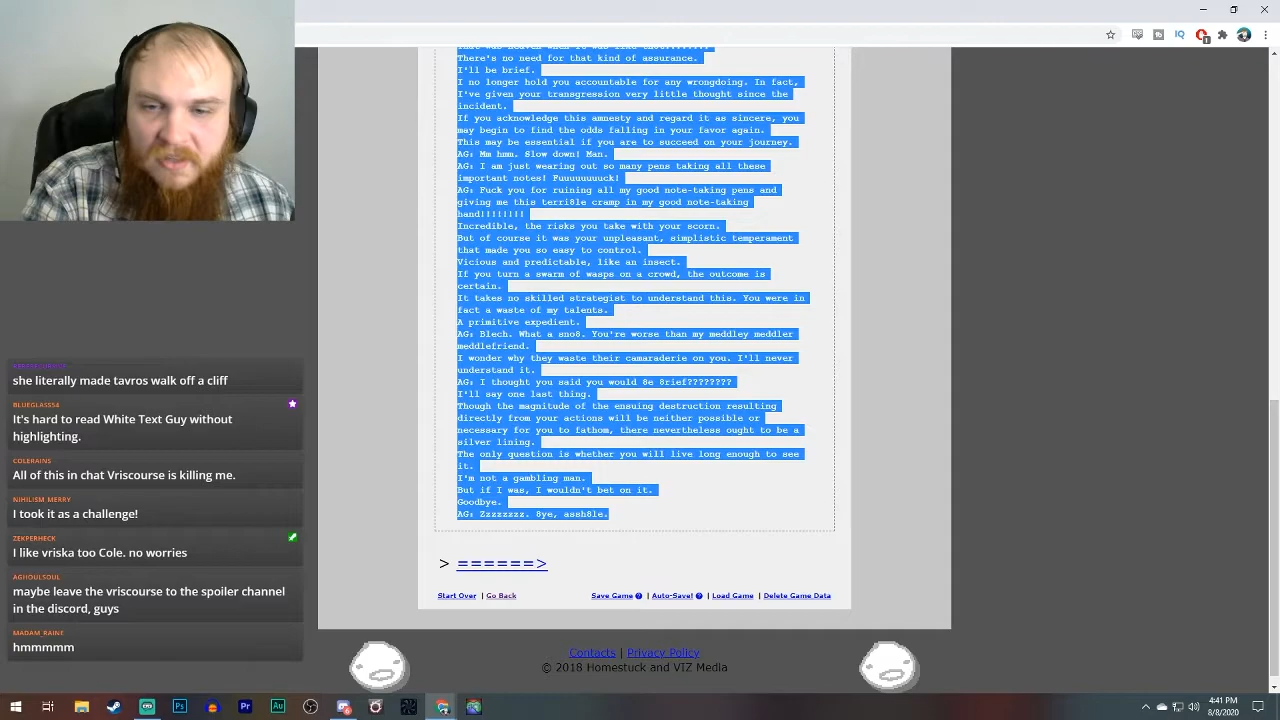 There's no need for that kind of assurance.
I'll be brief.
I no longer hold you accountable for any wrongdoing. In fact,
I've given your transgression very little thought since the
incident.
If you acknowledge this amnesty and regard it as sincere, you
may begin to find the odds falling in your favor again.
This may be essential if you are to succeed on your journey.
AG: Mm hmn. Slow down! Man.
AG: I am just wearing out so many pens taking all these
important notes! Fuuuuuuuuck!
AG: Fuck you for ruining all my good note-taking pens and
giving me this terri8le cramp in my good note-taking
hand!!!!!!!!
Incredible, the risks you take with your scorn.
But of course it was your unpleasant, simplistic temperament
that made you so easy to control.
Vicious and predictable, like an insect.
If you turn a swarm of wasps on a crowd, the outcome is
certain.
It takes no skilled strategist to understand this. You were in
fact a waste of my talents.
A primitive expedient.
AG: Blech. What a sno8. You're worse than my meddley meddler
meddlefriend.
I wonder why they waste their camaraderie on you. I'll never
understand it.
AG: I thought you said you would 8e 8rief????????
I'll say one last thing.
Though the magnitude of the ensuing destruction resulting
directly from your actions will be neither possible or
necessary for you to fathom, there nevertheless ought to be a
silver lining.
The only question is whether you will live long enough to see
it.
I'm not a gambling man.
But if I was, I wouldn't bet on it.
Goodbye.
AG: Zzzzzzzz. 8ye, assh8le.
> ======>
Start Over | Go Back
Save Game | Auto-Save! | Load Game | Delete Game Data
Contacts | Privacy Policy
© 2018 Homestuck and VIZ Media
she literally made tavros walk off a cliff
BLUEGLASS54
It's hard to read White Text Guy without
highlighting.
COLERAINS
All of this in chat Vriscourse is killing me.
NIHILISM_MERRY
I took it as a challenge!
ZEKPERHECK
I like vriska too Cole. no worries
AGHOULSOUL
maybe leave the vriscourse to the spoiler channel
in the discord, guys
MADAM_RAINE
hmmmmm
IQ
1
4:41 PM
8/8/2020